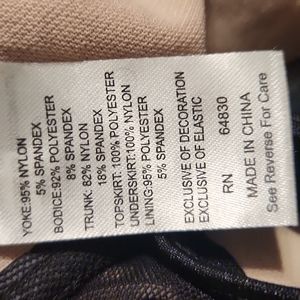 YOKE:95% NYLON
5% SPANDEX
BODICE:92% POLYESTER
8% SPANDEX
TRUNK: 82% NYLON
18% SPANDEX
TOPSKIRT: 100% POLYESTER
UNDERSKIRT:100% NYLON
LINING:95% POLYESTER
5% SPANDEX
EXCLUSIVE OF DECORATION
EXCLUSIVE OF ELASTIC
RN 64830
MADE IN CHINA
See Reverse For Care